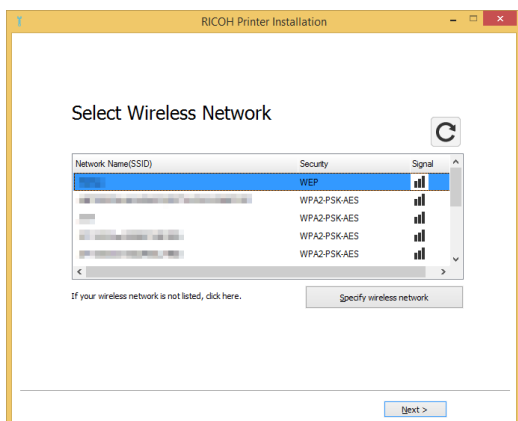 RICOH Printer Installation
Select Wireless Network
Network Name(SSID) Security Signal
WEP
WPA2-PSK-AES
WPA2-PSK-AES
WPA2-PSK-AES
WPA2-PSK-AES
If your wireless network is not listed, click here. Specify wireless network
Next >